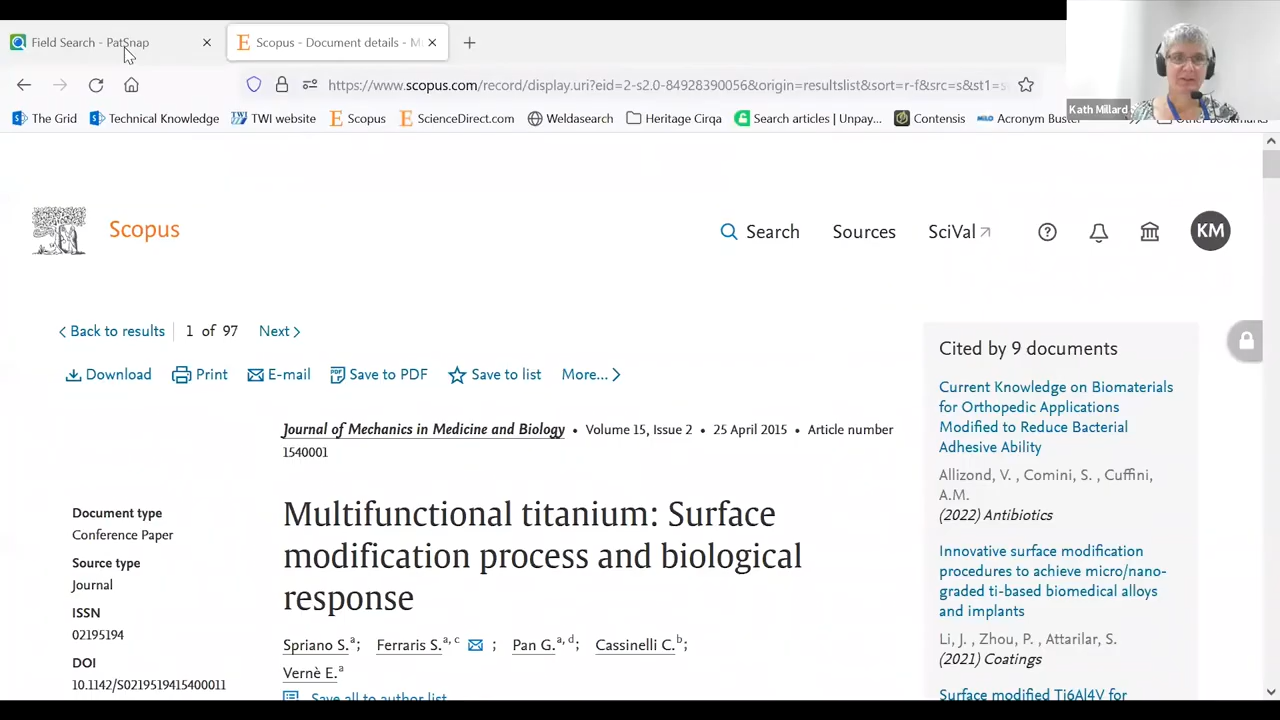 Field Search - PatSnap
Scopus - Document details - M
https://www.scopus.com/record/display.uri?eid=2-s2.0-84928390056&origin=resultslist&sort=r-f&src=s&st1=s
Kath Millard
The Grid
Technical Knowledge
TWI website
Scopus
ScienceDirect.com
Weldasearch
Heritage Cirqa
Search articles | Unpay...
Contensis
MILO Acronym Buster
Other bookmarks
Scopus
Search
Sources
SciVal
KM
Back to results
1 of 97
Next
Download
Print
E-mail
Save to PDF
Save to list
More...
Journal of Mechanics in Medicine and Biology • Volume 15, Issue 2 • 25 April 2015 • Article number
1540001
Document type
Conference Paper
Source type
Journal
ISSN
02195194
DOI
10.1142/S0219519415400011
Multifunctional titanium: Surface
modification process and biological
response
Spriano S.a; Ferraris S.a, c ; Pan G.a, d; Cassinelli C.b;
Vernè E.a
Save all to author list
Cited by 9 documents
Current Knowledge on Biomaterials
for Orthopedic Applications
Modified to Reduce Bacterial
Adhesive Ability
Allizond, V. , Comini, S. , Cuffini,
A.M.
(2022) Antibiotics
Innovative surface modification
procedures to achieve micro/nano-
graded ti-based biomedical alloys
and implants
Li, J. , Zhou, P. , Attarilar, S.
(2021) Coatings
Surface modified Ti6Al4V for